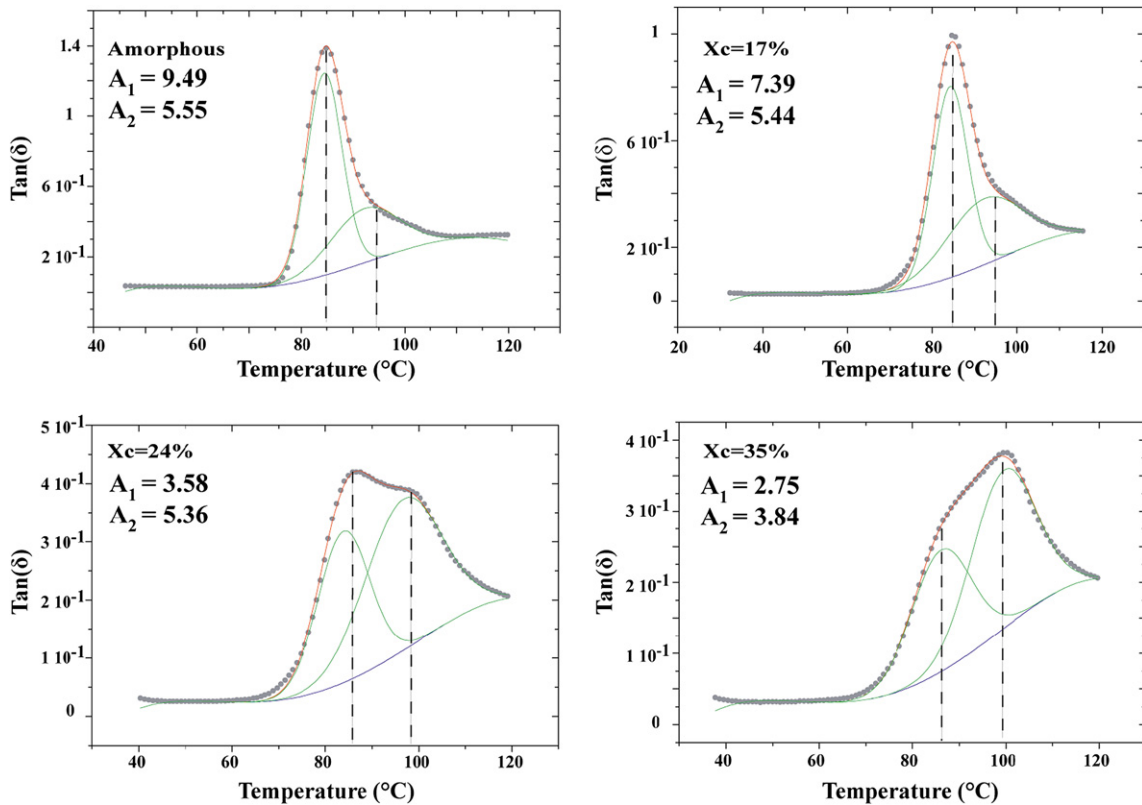 Amorphous
A1 = 9.49
A2 = 5.55
Tan(δ)
1.4
1
6 10-1
2 10-1
40
60
80
100
120
Temperature (°C)
Xc=17%
A1 = 7.39
A2 = 5.44
Tan(δ)
1
6 10-1
2 10-1
0
20
40
60
80
100
120
Temperature (°C)
Xc=24%
A1 = 3.58
A2 = 5.36
Tan(δ)
5 10-1
4 10-1
3 10-1
2 10-1
1 10-1
0
40
60
80
100
120
Temperature (°C)
Xc=35%
A1 = 2.75
A2 = 3.84
Tan(δ)
4 10-1
3 10-1
2 10-1
1 10-1
0
40
60
80
100
120
Temperature (°C)